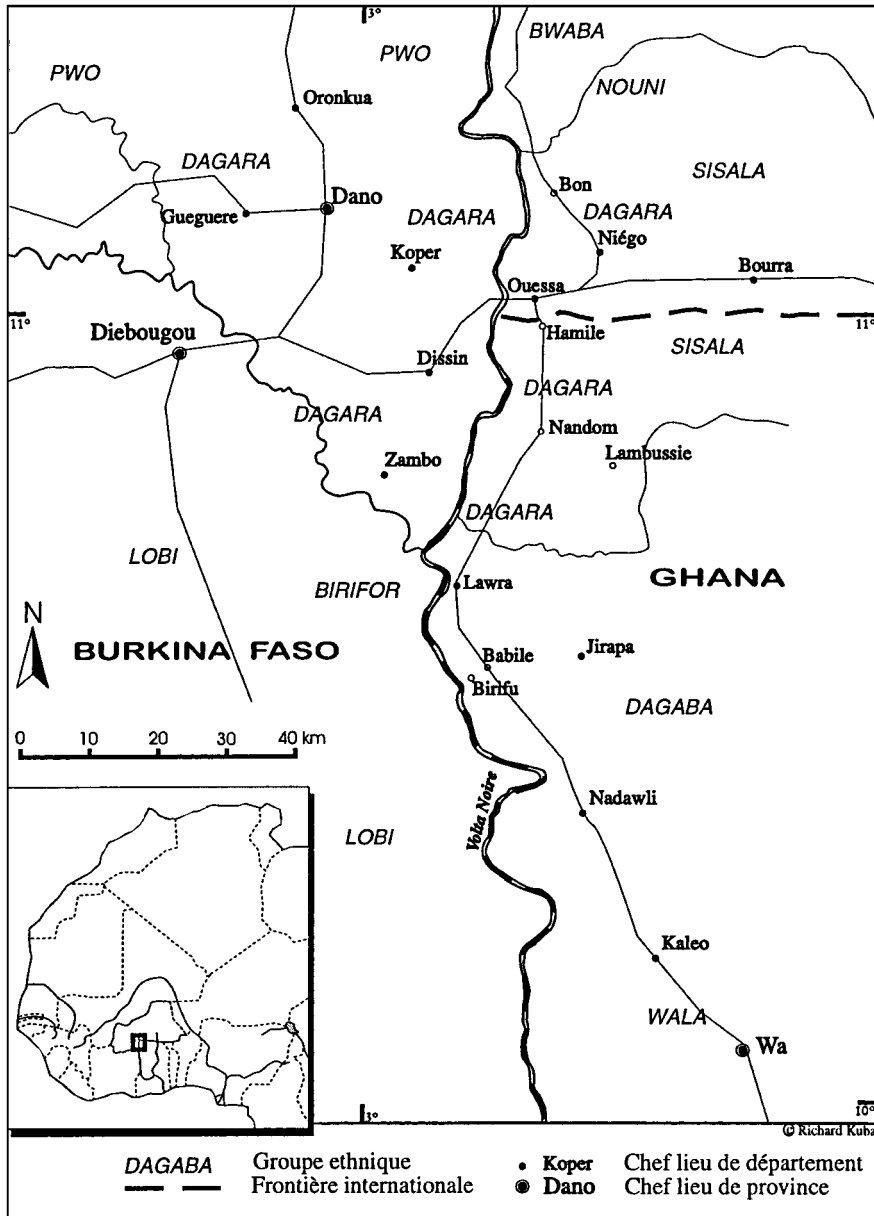 3°
BWABA
PWO
PWO
NOUNI
Oronkua
DAGARA
SISALA
Bon
Dano
Gueguere
DAGARA
DAGARA
Niégo
Koper
Bourra
Ouessa
11°
11°
Diebougou
Hamile
SISALA
Dissin
DAGARA
DAGARA
Nandom
Zambo
Lambussie
DAGARA
LOBI
GHANA
BIRIFOR
Lawra
N
BURKINA FASO
Babile
Jirapa
Birifu
DAGABA
0 10 20 40 km
Nadawli
Volta Noire
LOBI
Kaleo
WALA
Wa
3°
10°
© Richard Kuba
DAGABA Groupe ethnique
Frontière internationale
Koper Chef lieu de département
Dano Chef lieu de province